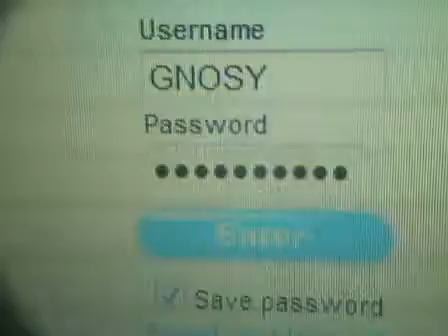 Username
GNOSY
Password
••••••••••
Enter
Save password